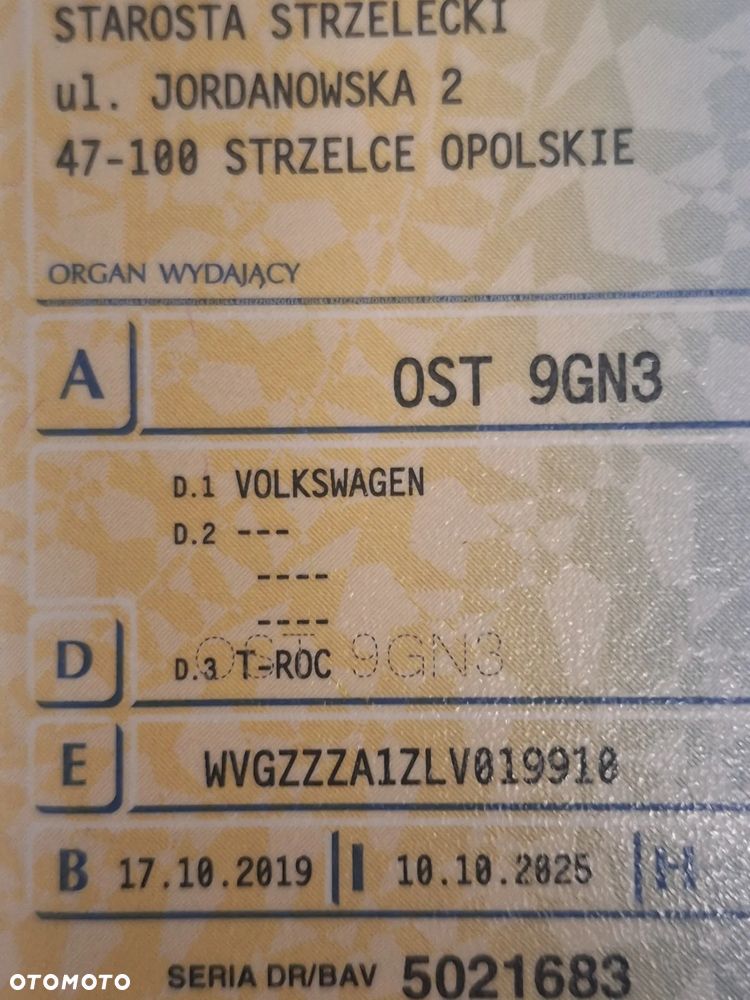 STAROSTA STRZELECKI
ul. JORDANOWSKA 2
47-100 STRZELCE OPOLSKIE
ORGAN WYDAJĄCY
A OST 9GN3
D.1 VOLKSWAGEN
D.2 ---
----
----
D D.3 T-ROC
OST 9GN3
E WVGZZZA1ZLV019910
B 17.10.2019 I 10.10.2025 H
SERIA DR/BAV 5021683
OTOMOTO